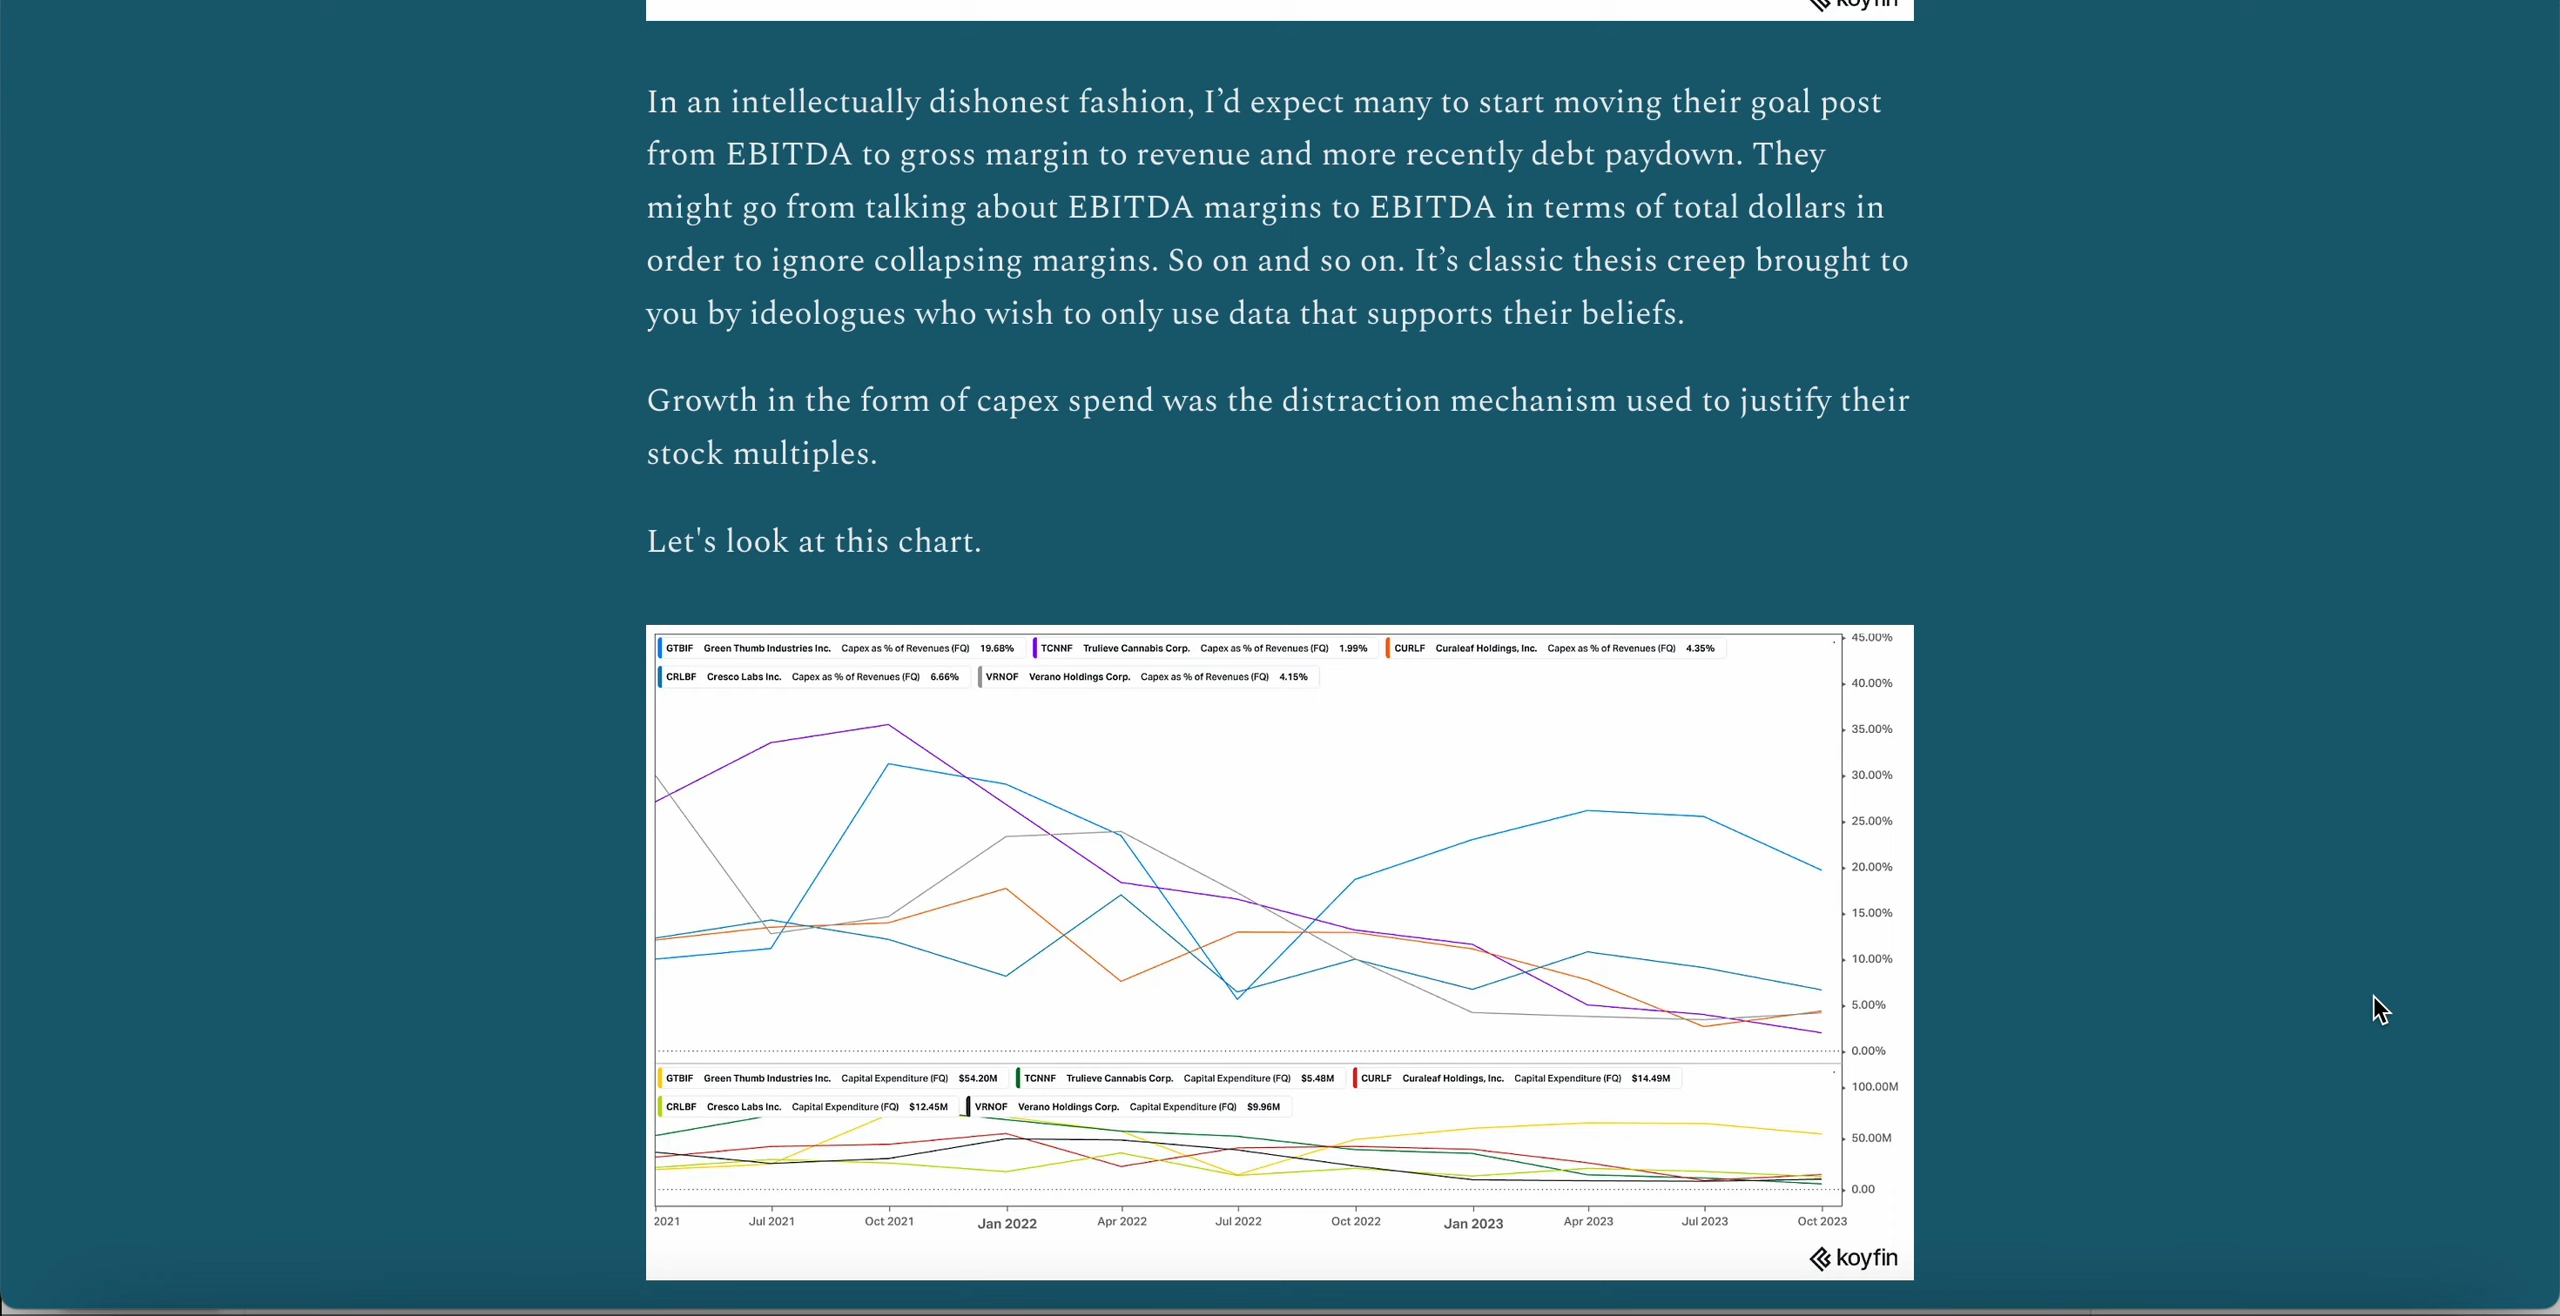 koyfin
In an intellectually dishonest fashion, I’d expect many to start moving their goal post
from EBITDA to gross margin to revenue and more recently debt paydown. They
might go from talking about EBITDA margins to EBITDA in terms of total dollars in
order to ignore collapsing margins. So on and so on. It’s classic thesis creep brought to
you by ideologues who wish to only use data that supports their beliefs.
Growth in the form of capex spend was the distraction mechanism used to justify their
stock multiples.
Let's look at this chart.
GTBIF Green Thumb Industries Inc. Capex as % of Revenues (FQ) 19.68% TCNNF Trulieve Cannabis Corp. Capex as % of Revenues (FQ) 1.99% CURLF Curaleaf Holdings, Inc. Capex as % of Revenues (FQ) 4.35%
CRLBF Cresco Labs Inc. Capex as % of Revenues (FQ) 6.66% VRNOF Verano Holdings Corp. Capex as % of Revenues (FQ) 4.15%
45.00%
40.00%
35.00%
30.00%
25.00%
20.00%
15.00%
10.00%
5.00%
0.00%
GTBIF Green Thumb Industries Inc. Capital Expenditure (FQ) $54.20M TCNNF Trulieve Cannabis Corp. Capital Expenditure (FQ) $5.48M CURLF Curaleaf Holdings, Inc. Capital Expenditure (FQ) $14.49M
CRLBF Cresco Labs Inc. Capital Expenditure (FQ) $12.45M VRNOF Verano Holdings Corp. Capital Expenditure (FQ) $9.96M
100.00M
50.00M
0.00
2021 Jul 2021 Oct 2021 Jan 2022 Apr 2022 Jul 2022 Oct 2022 Jan 2023 Apr 2023 Jul 2023 Oct 2023
koyfin